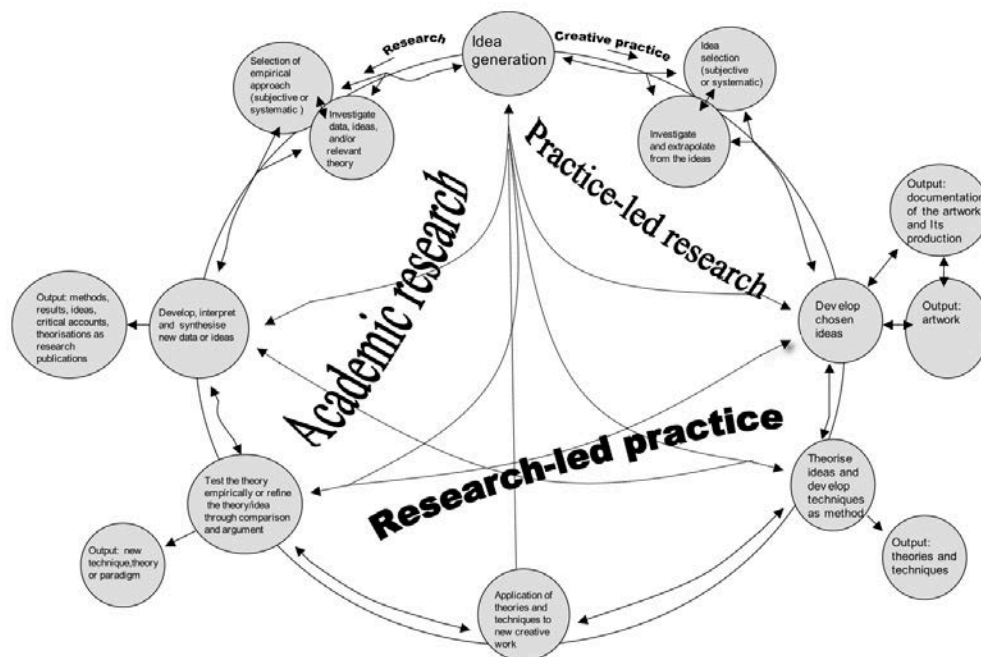 Idea
generation
Research
Creative practice
Selection of
empirical
approach
(subjective or
systematic )
Investigate
data, ideas,
and/or
relevant
theory
Idea
selection
(subjective
or systematic)
Investigate
and extrapolate
from the ideas
Academic research
Practice-led research
Research-led practice
Output:
documentation
of the artwork
and Its
production
Output:
artwork
Develop
chosen
ideas
Output: methods,
results, ideas,
critical accounts,
theorisations as
research
publications
Develop, interpret
and synthesise
new data or ideas
Test the theory
empirically or refine
the theory/idea
through comparison
and argument
Theorise
ideas and
develop
techniques
as method
Output: new
technique,theory
or paradigm
Output:
theories and
techniques
Application of
theories and
techniques to
new creative
work